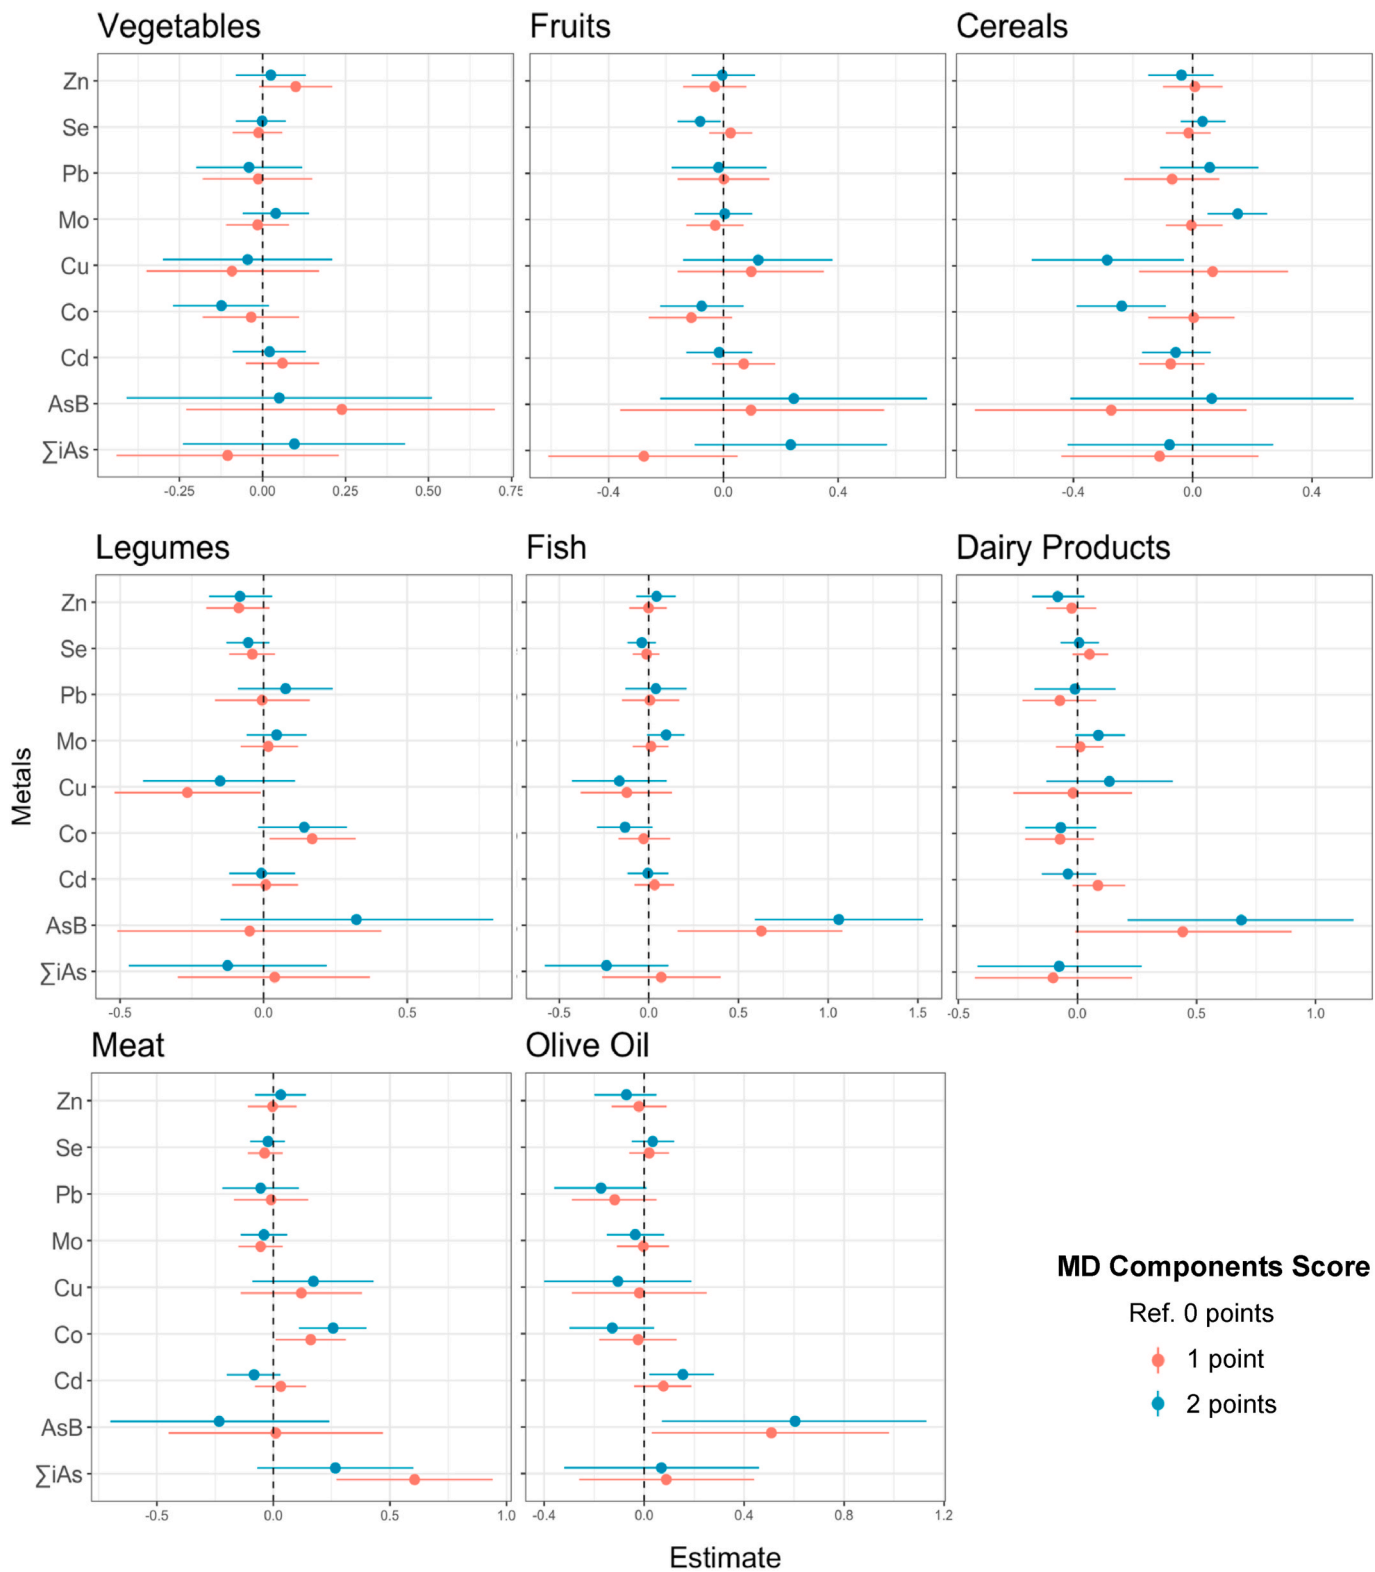 Vegetables
Fruits
Cereals
Zn
Se
Pb
Mo
Cu
Co
Cd
AsB
∑iAs
-0.25 0.00 0.25 0.50 0.75
-0.4 0.0 0.4
-0.4 0.0 0.4
Legumes
Fish
Dairy Products
Metals
Zn
Se
Pb
Mo
Cu
Co
Cd
AsB
∑iAs
-0.5 0.0 0.5
-0.5 0.0 0.5 1.0 1.5
-0.5 0.0 0.5 1.0
Meat
Olive Oil
Zn
Se
Pb
Mo
Cu
Co
Cd
AsB
∑iAs
-0.5 0.0 0.5 1.0
-0.4 0.0 0.4 0.8 1.2
Estimate
MD Components Score
Ref. 0 points
1 point
2 points